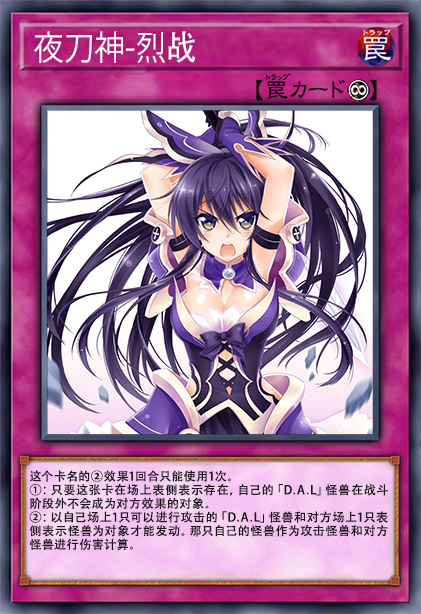 夜刀神-烈战
トラップ
罠
トラップ
【罠カード】
这个卡名的②效果1回合只能使用1次。
①：只要这张卡在场上表侧表示存在，自己的「D.A.L」怪兽在战斗
阶段外不会成为对方效果的对象。
②：以自己场上1只可以进行攻击的「D.A.L」怪兽和对方场上1只表
侧表示怪兽为对象才能发动。那只自己的怪兽作为攻击怪兽和对方
怪兽进行伤害计算。